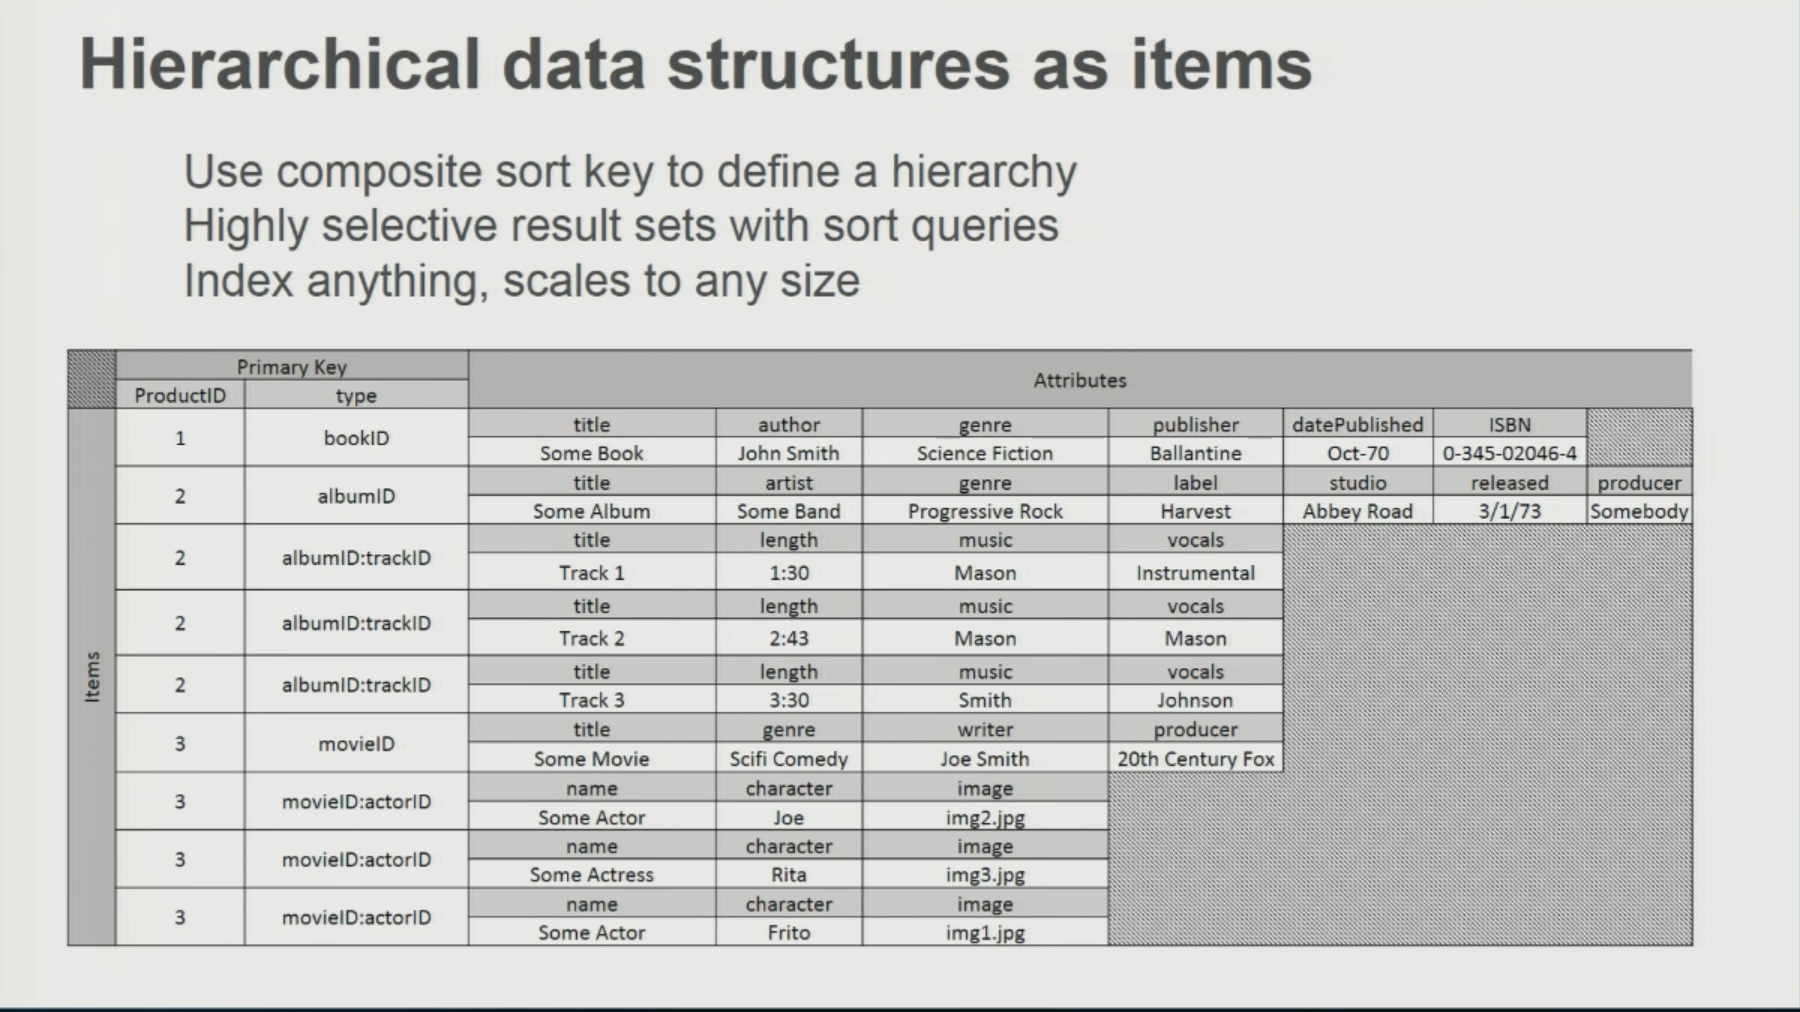 Hierarchical data structures as items
Use composite sort key to define a hierarchy
Highly selective result sets with sort queries
Index anything, scales to any size
Primary Key
Attributes
ProductID type
Items
1 bookID title author genre publisher datePublished ISBN
Some Book John Smith Science Fiction Ballantine Oct-70 0-345-02046-4
2 albumID title artist genre label studio released producer
Some Album Some Band Progressive Rock Harvest Abbey Road 3/1/73 Somebody
2 albumID:trackID title length music vocals
Track 1 1:30 Mason Instrumental
2 albumID:trackID title length music vocals
Track 2 2:43 Mason Mason
2 albumID:trackID title length music vocals
Track 3 3:30 Smith Johnson
3 movieID title genre writer producer
Some Movie Scifi Comedy Joe Smith 20th Century Fox
3 movieID:actorID name character image
Some Actor Joe img2.jpg
3 movieID:actorID name character image
Some Actress Rita img3.jpg
3 movieID:actorID name character image
Some Actor Frito img1.jpg